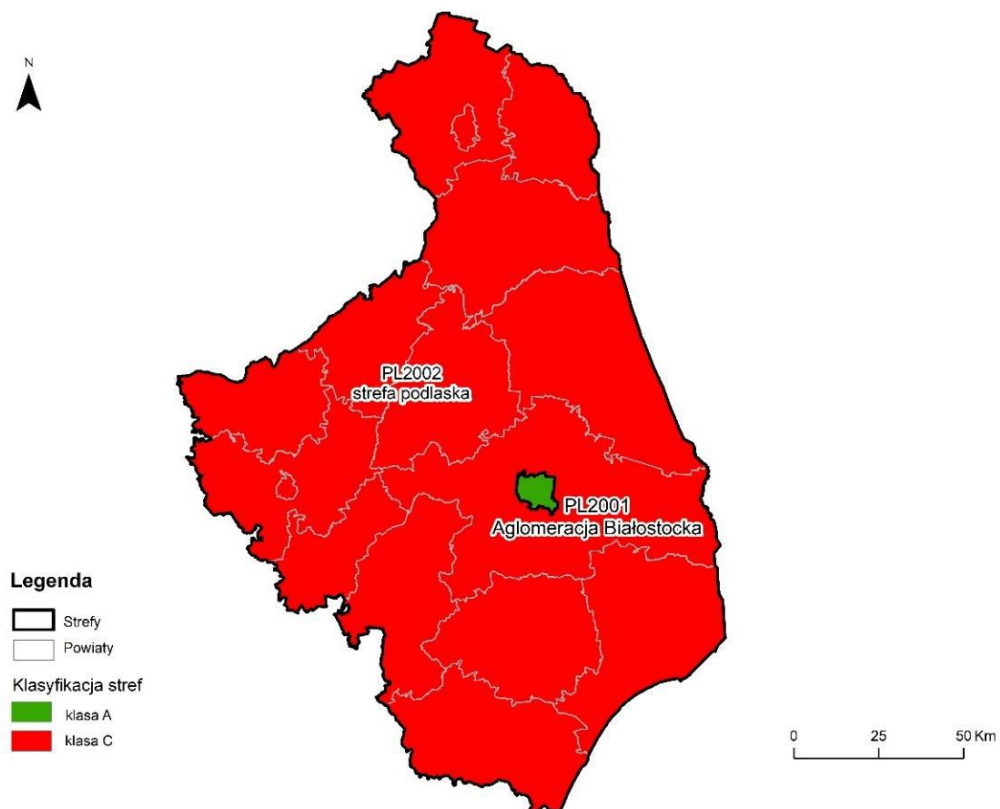 N
PL2002
strefa podlaska
PL2001
Aglomeracja Białostocka
Legenda
Strefy
Powiaty
Klasyfikacja stref
klasa A
klasa C
0 25 50 Km